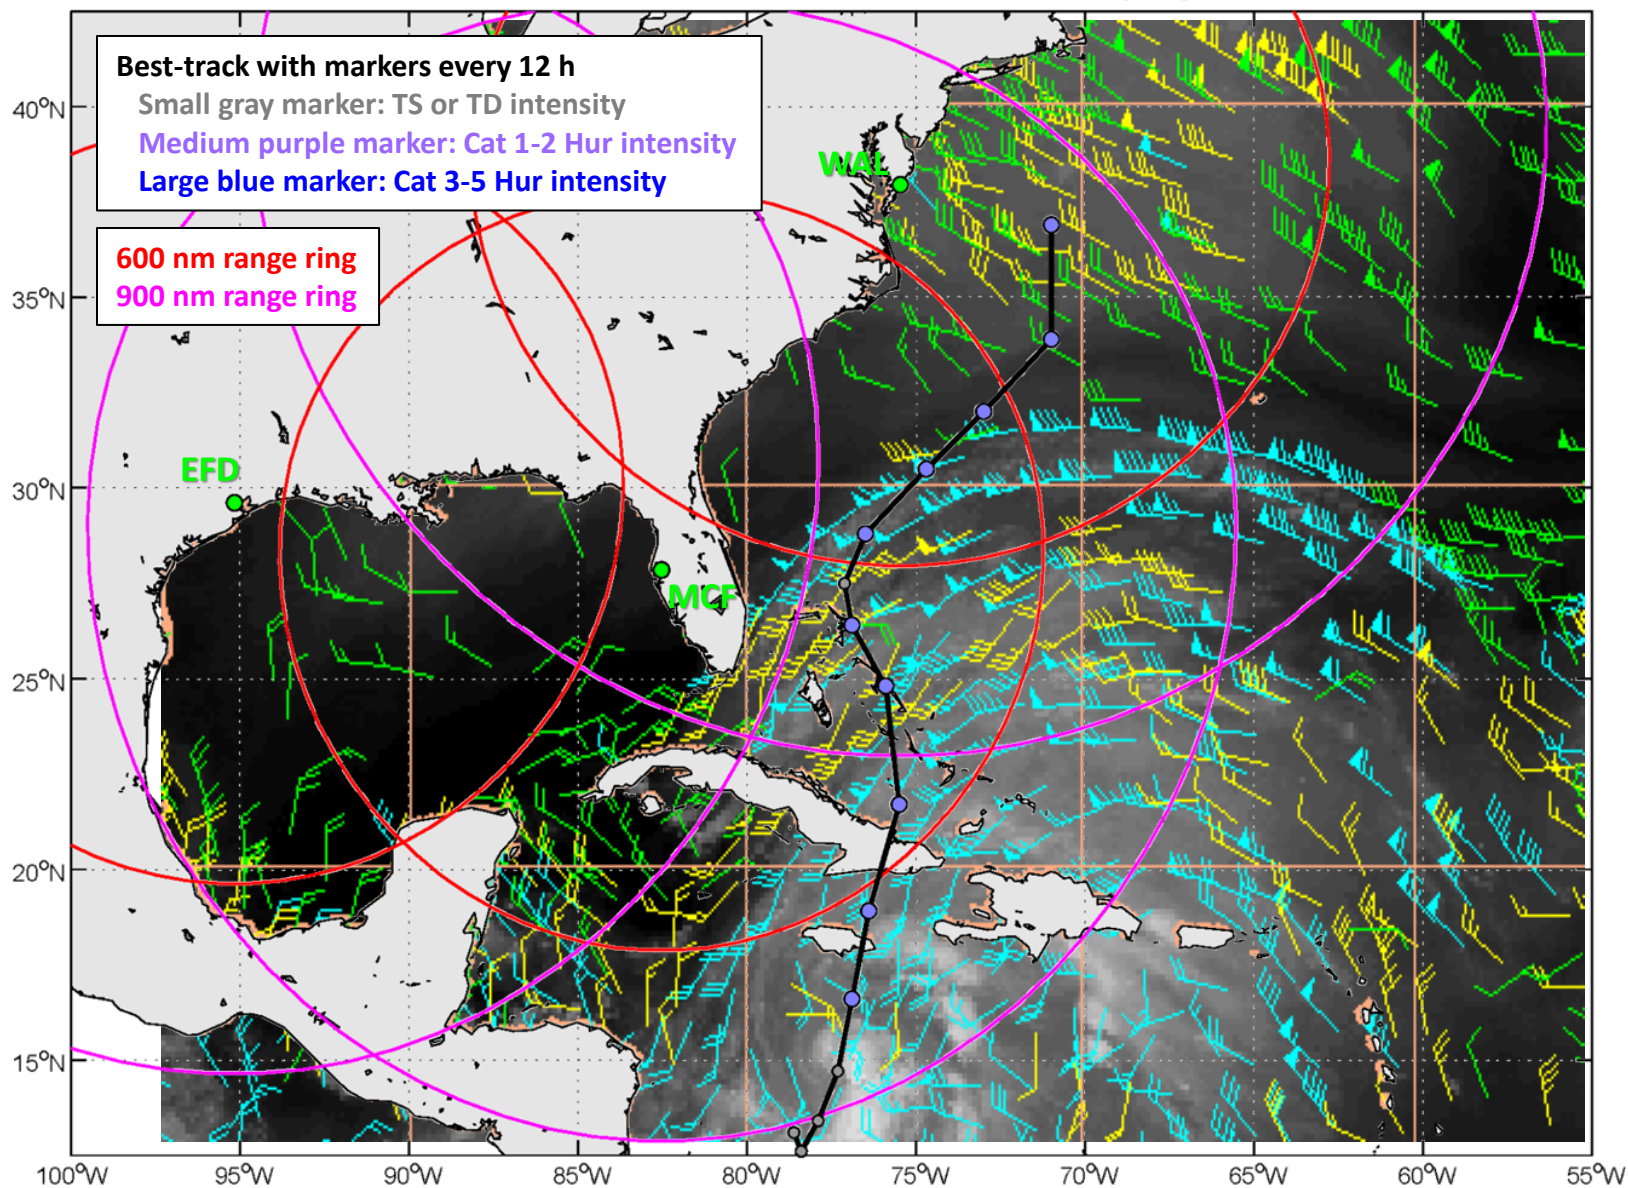 Best-track with markers every 12 h
Small gray marker: TS or TD intensity
Medium purple marker: Cat 1-2 Hur intensity
Large blue marker: Cat 3-5 Hur intensity
600 nm range ring
900 nm range ring
40°N
WAL
35°N
EFD
30°N
MCF
25°N
20°N
15°N
100°W 95°W 90°W 85°W 80°W 75°W 70°W 65°W 60°W 55°W